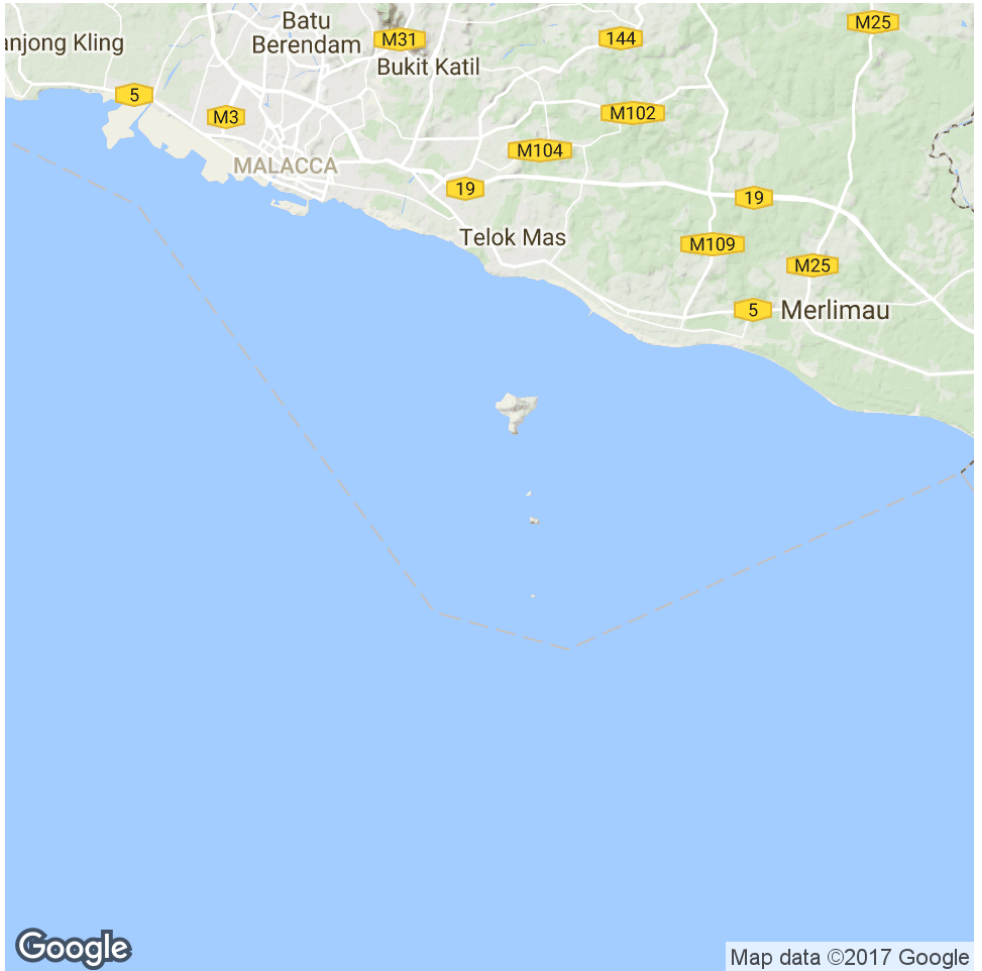 Batu
Berendam
M31
144
M25
anjong Kling
Bukit Katil
5
M3
M102
M104
MALACCA
19
19
Telok Mas
M109
M25
5
Merlimau
Google
Map data ©2017 Google